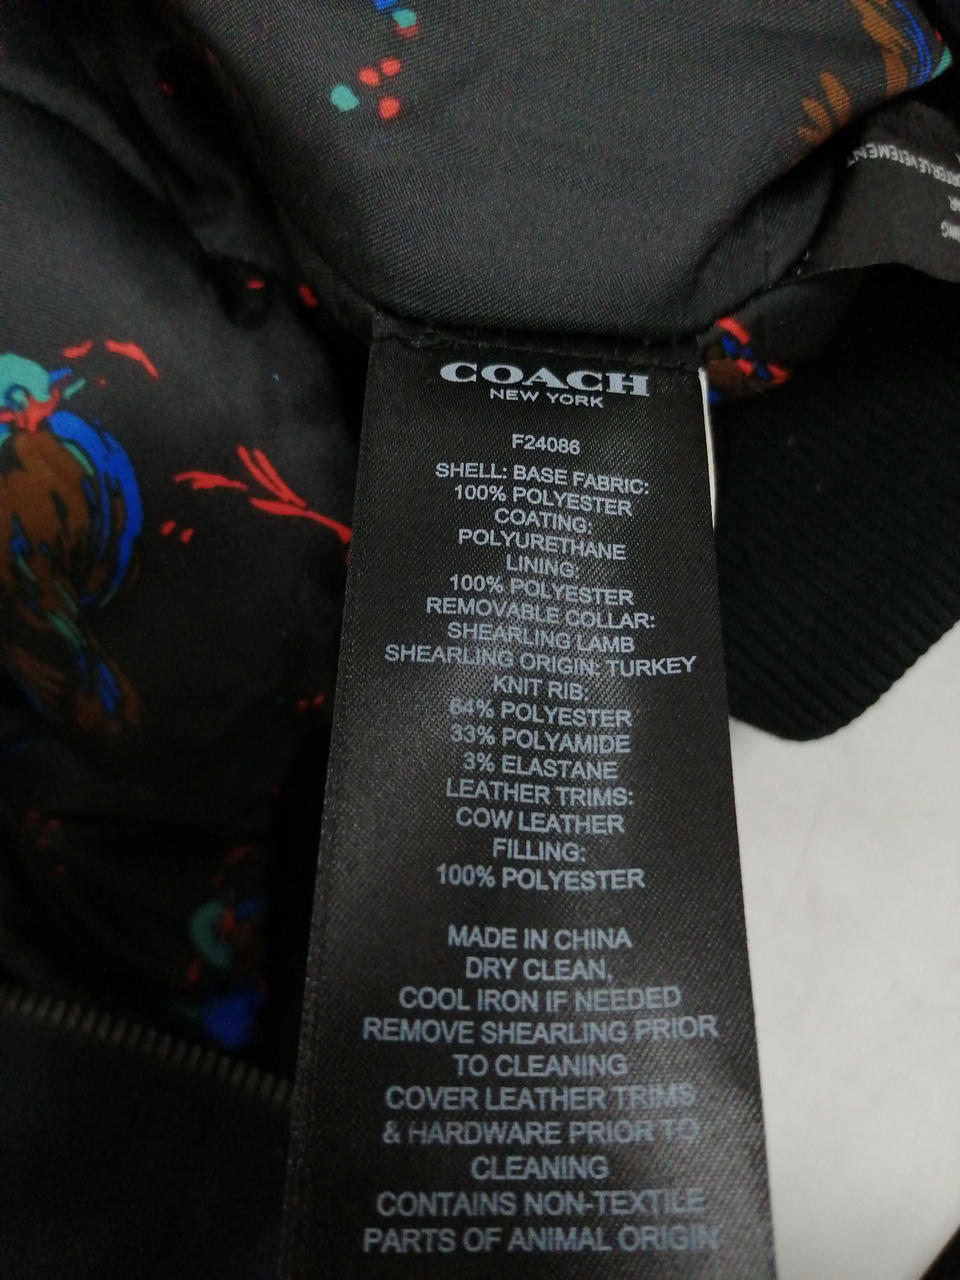 COACH
NEW YORK
F24086
SHELL: BASE FABRIC:
100% POLYESTER
COATING:
POLYURETHANE
LINING:
100% POLYESTER
REMOVABLE COLLAR:
SHEARLING LAMB
SHEARLING ORIGIN: TURKEY
KNIT RIB:
64% POLYESTER
33% POLYAMIDE
3% ELASTANE
LEATHER TRIMS:
COW LEATHER
FILLING:
100% POLYESTER
MADE IN CHINA
DRY CLEAN,
COOL IRON IF NEEDED
REMOVE SHEARLING PRIOR
TO CLEANING
COVER LEATHER TRIMS
& HARDWARE PRIOR TO
CLEANING
CONTAINS NON-TEXTILE
PARTS OF ANIMAL ORIGIN